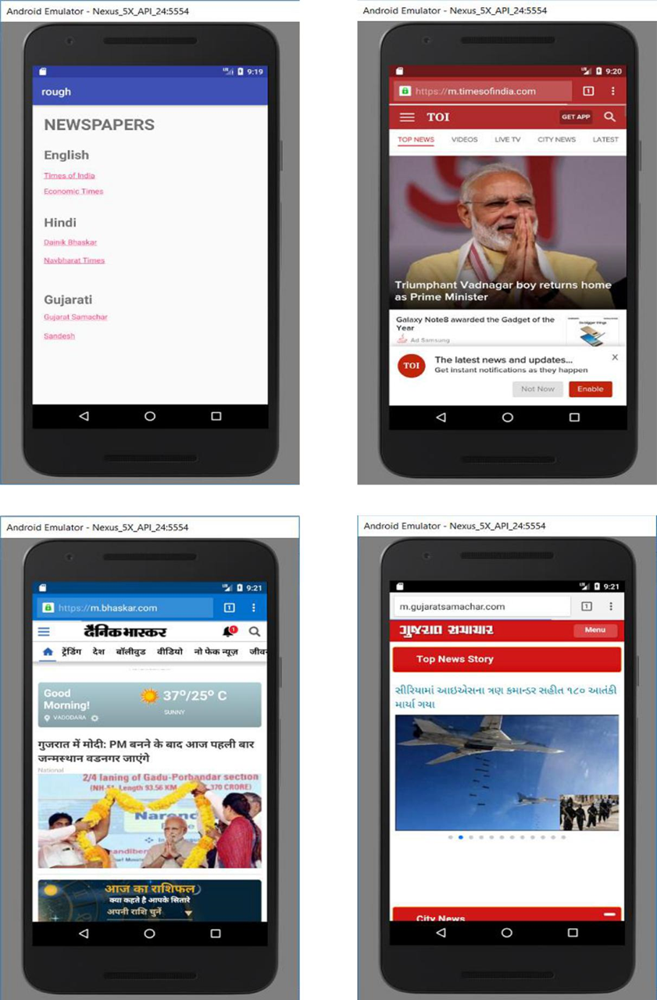 Android Emulator - Nexus_5X_API_24:5554
9:19
rough
NEWSPAPERS
English
Times of India
Economic Times
Hindi
Dainik Bhaskar
Navbharat Times
Gujarati
Gujarat Samachar
Sandesh
Android Emulator - Nexus_5X_API_24:5554
9:20
https://m.timesofindia.com
1
TOI
GET APP
TOP NEWS VIDEOS LIVE TV CITY NEWS LATEST
Triumphant Vadnagar boy returns home
as Prime Minister
Galaxy Note8 awarded the Gadget of the
Year
Ad Samsung
TOI
The latest news and updates...
X
Get instant notifications as they happen
Not Now
Enable
Android Emulator - Nexus_5X_API_24:5554
9:21
https://m.bhaskar.com
1
दैनिक भास्कर
1
ट्रेंडिंग देश बॉलीवुड वीडियो नो फेक न्यूज़ जीवन
Good
Morning!
37°/25° C
VADODARA
SUNNY
गुजरात में मोदी: PM बनने के बाद आज पहली बार
जन्मस्थान वडनगर जाएंगे
National
2/4 laning of Gadu-Porbandar section
(NH-51, Length 93.56 KM 370 CRORE)
Naren
आज का राशिफल
क्या कहते है आपके सितारे
अपनी राशि चुनें
Android Emulator - Nexus_5X_API_24:5554
9:21
m.gujaratsamachar.com
1
ગુજરાત સમાચાર
Menu
Top News Story
સીરિયામાં આઇએસના ત્રણ કમાન્ડર સહીત ૧૮૦ આતંકી
માર્યા ગયા
City News